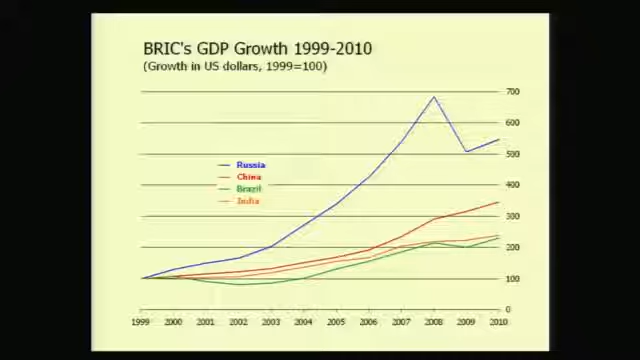 BRIC's GDP Growth 1999-2010
(Growth in US dollars, 1999=100)
700
600
500
Russia
China
400
Brazil
India
300
200
100
0
1999 2000 2001 2002 2003 2004 2005 2006 2007 2008 2009 2010